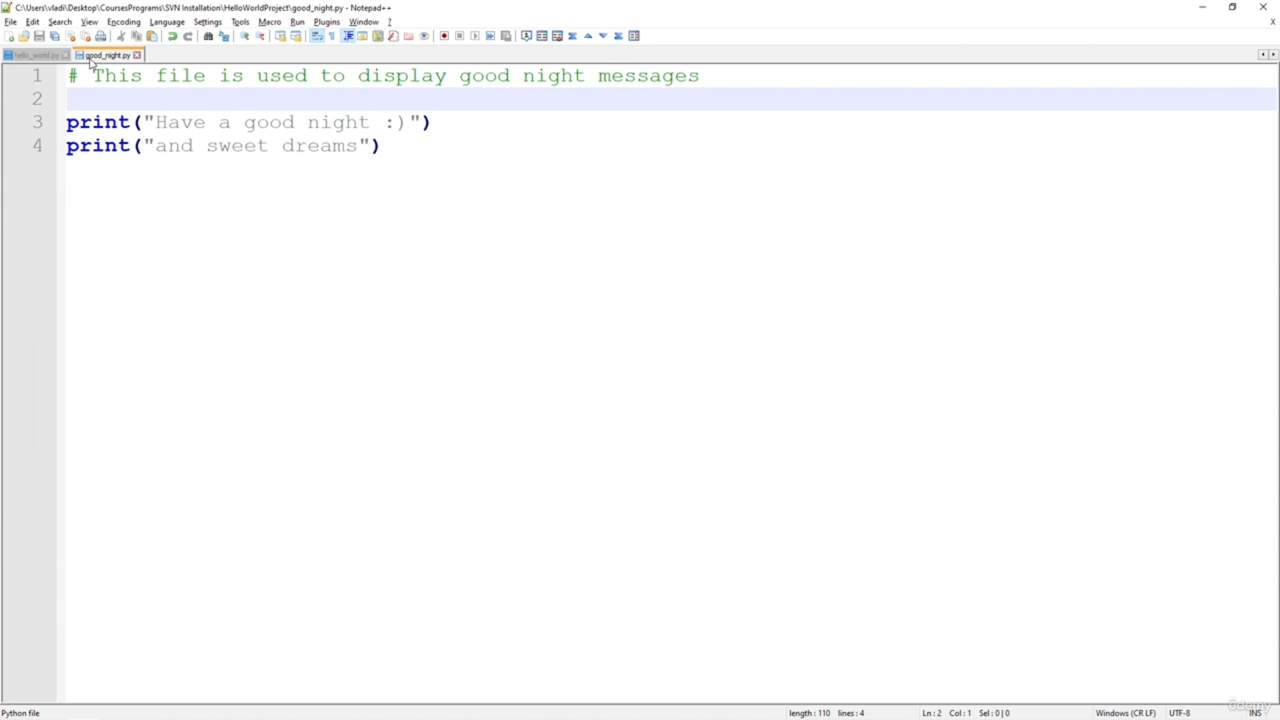 C:\Users\vladi\Desktop\CoursesPrograms\SVN Installation\HelloWorldProject\good_night.py - Notepad++
File Edit Search View Encoding Language Settings Tools Macro Run Plugins Window ?
X
hello_world.py good_night.py
1 # This file is used to display good night messages
2
3 print("Have a good night :)")
4 print("and sweet dreams")
Python file length : 110 lines : 4 Ln : 2 Col : 1 Sel : 0 | 0 Windows (CR LF) UTF-8 INS